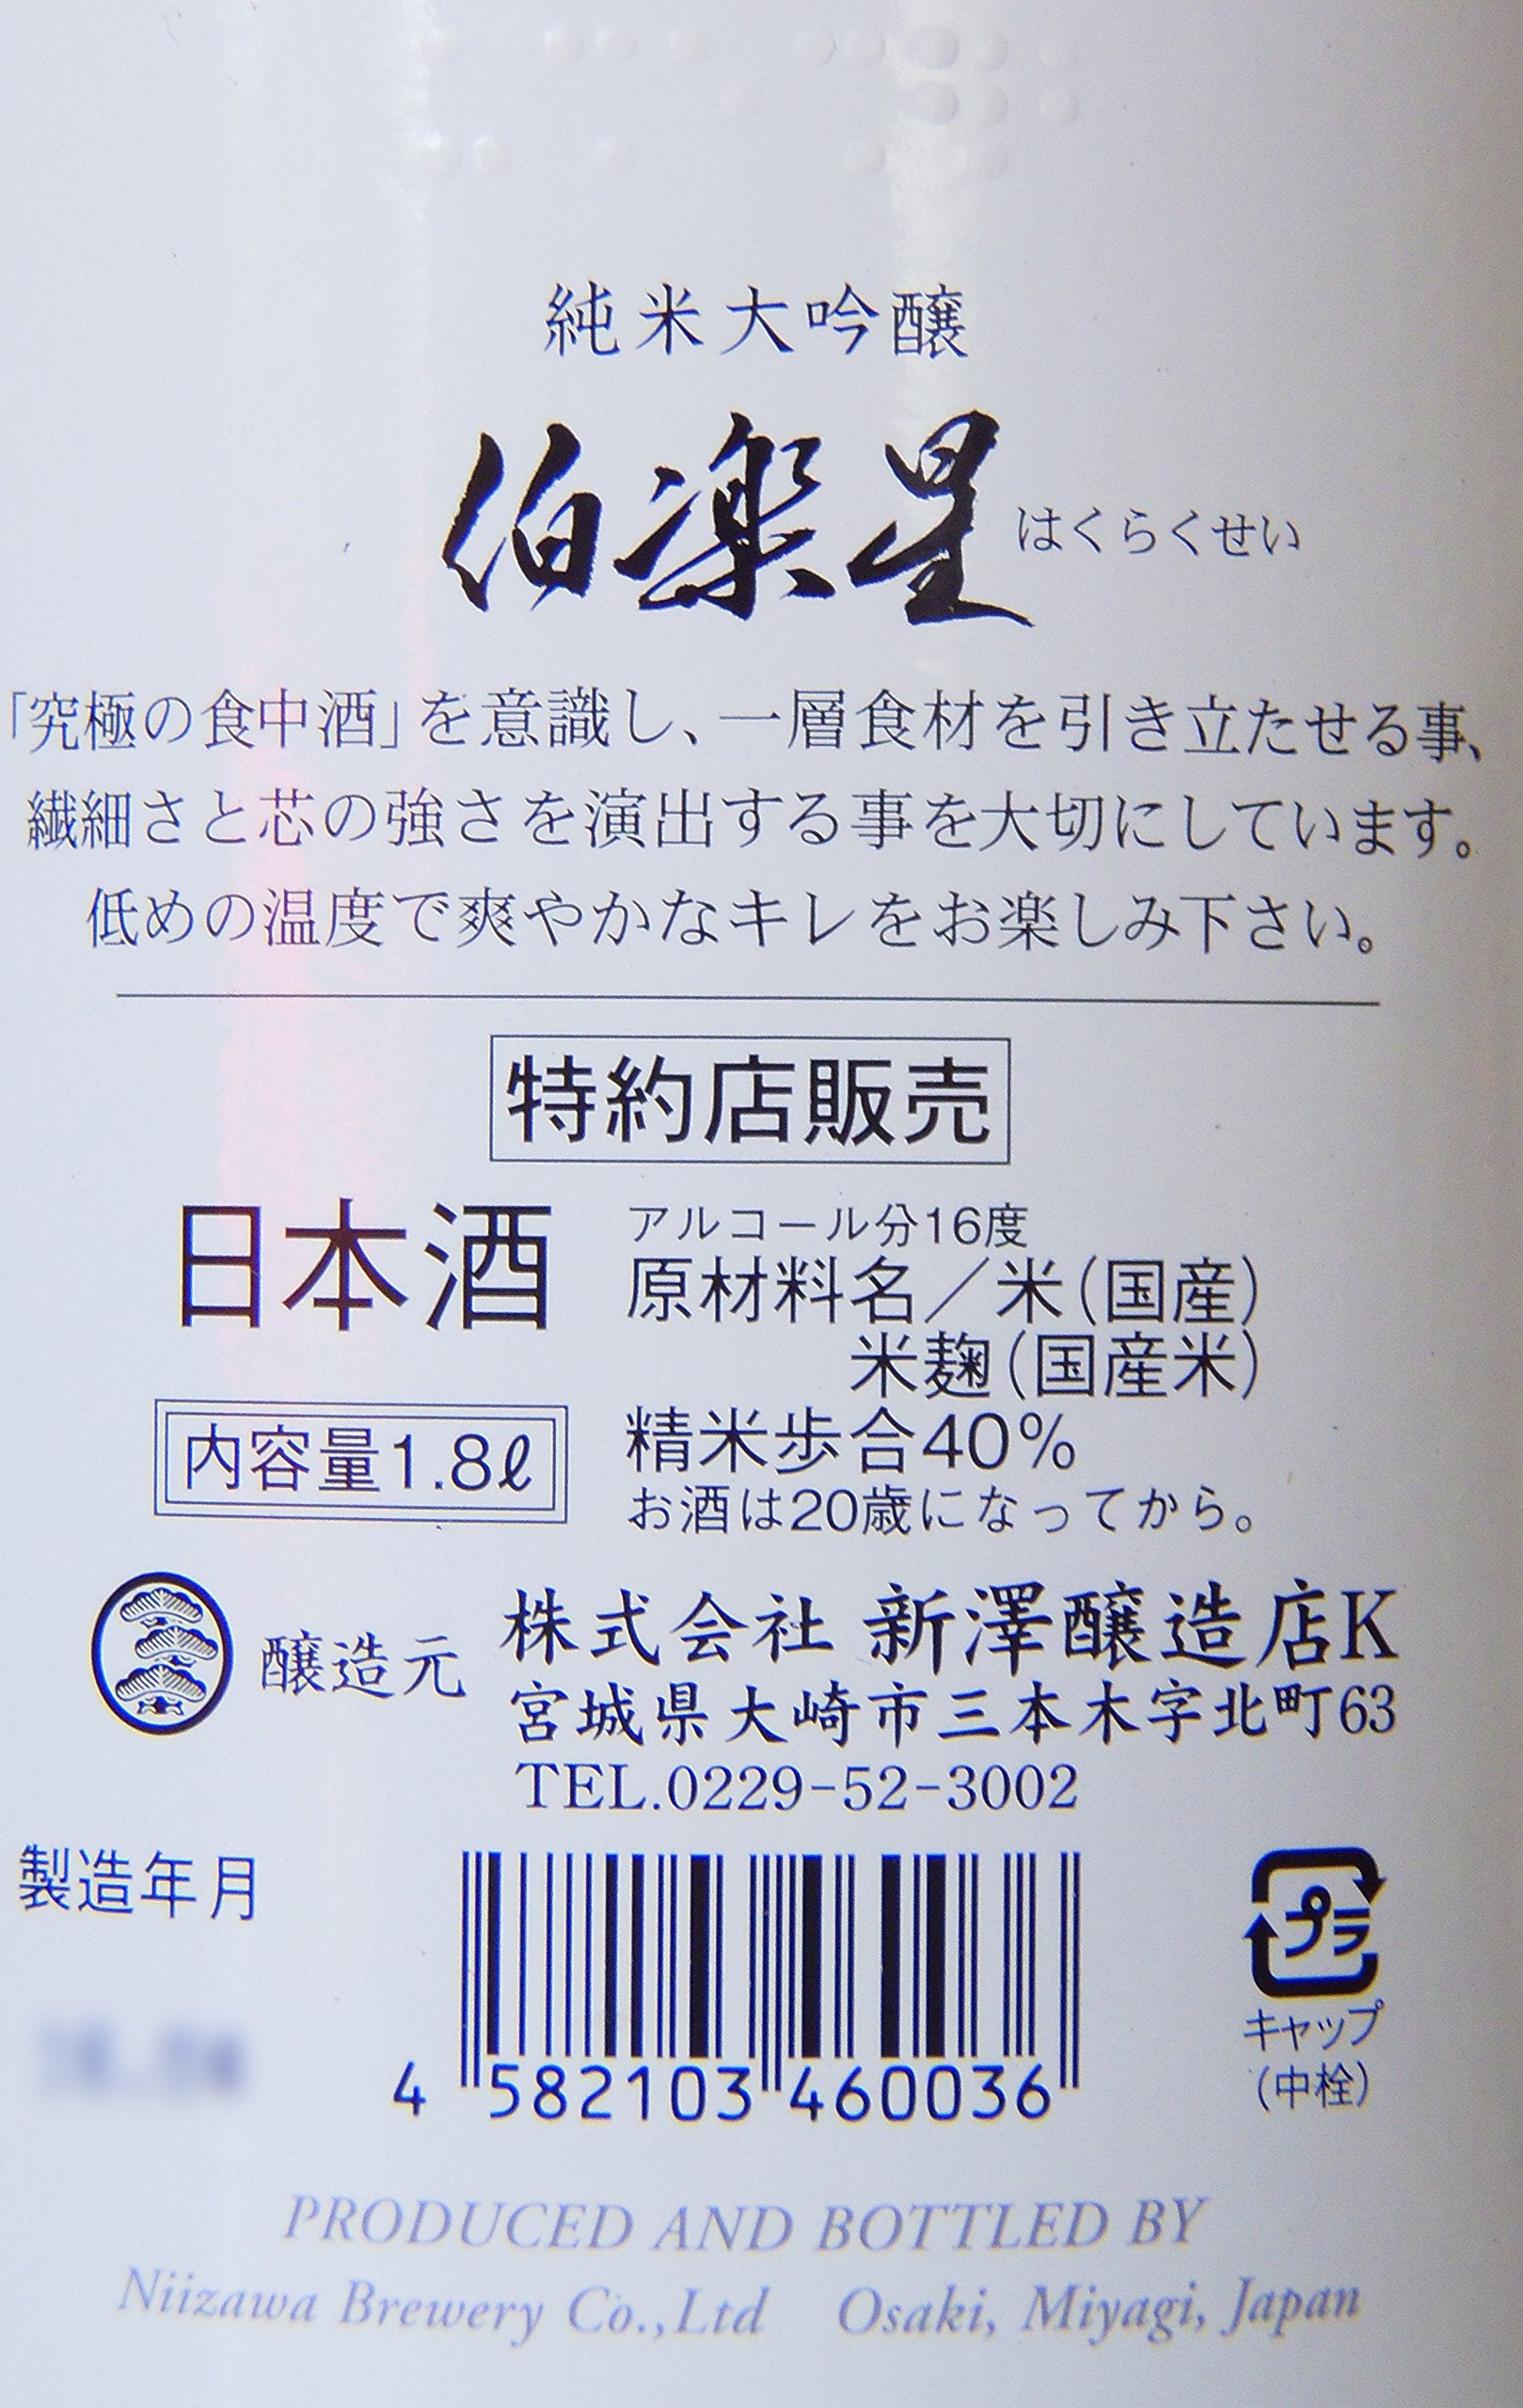 純米大吟醸
伯楽星 はくらくせい
「究極の食中酒」を意識し、一層食材を引き立たせる事、
繊細さと芯の強さを演出する事を大切にしています。
低めの温度で爽やかなキレをお楽しみ下さい。
特約店販売
日本酒
アルコール分16度
原材料名／米(国産)
米麹(国産米)
精米歩合40%
お酒は20歳になってから。
内容量1.8ℓ
醸造元
株式会社 新澤醸造店K
宮城県大崎市三本木字北町63
TEL.0229-52-3002
製造年月
4 582103 460036
プラ
キャップ
(中栓)
PRODUCED AND BOTTLED BY
Niizawa Brewery Co.,Ltd Osaki, Miyagi, Japan